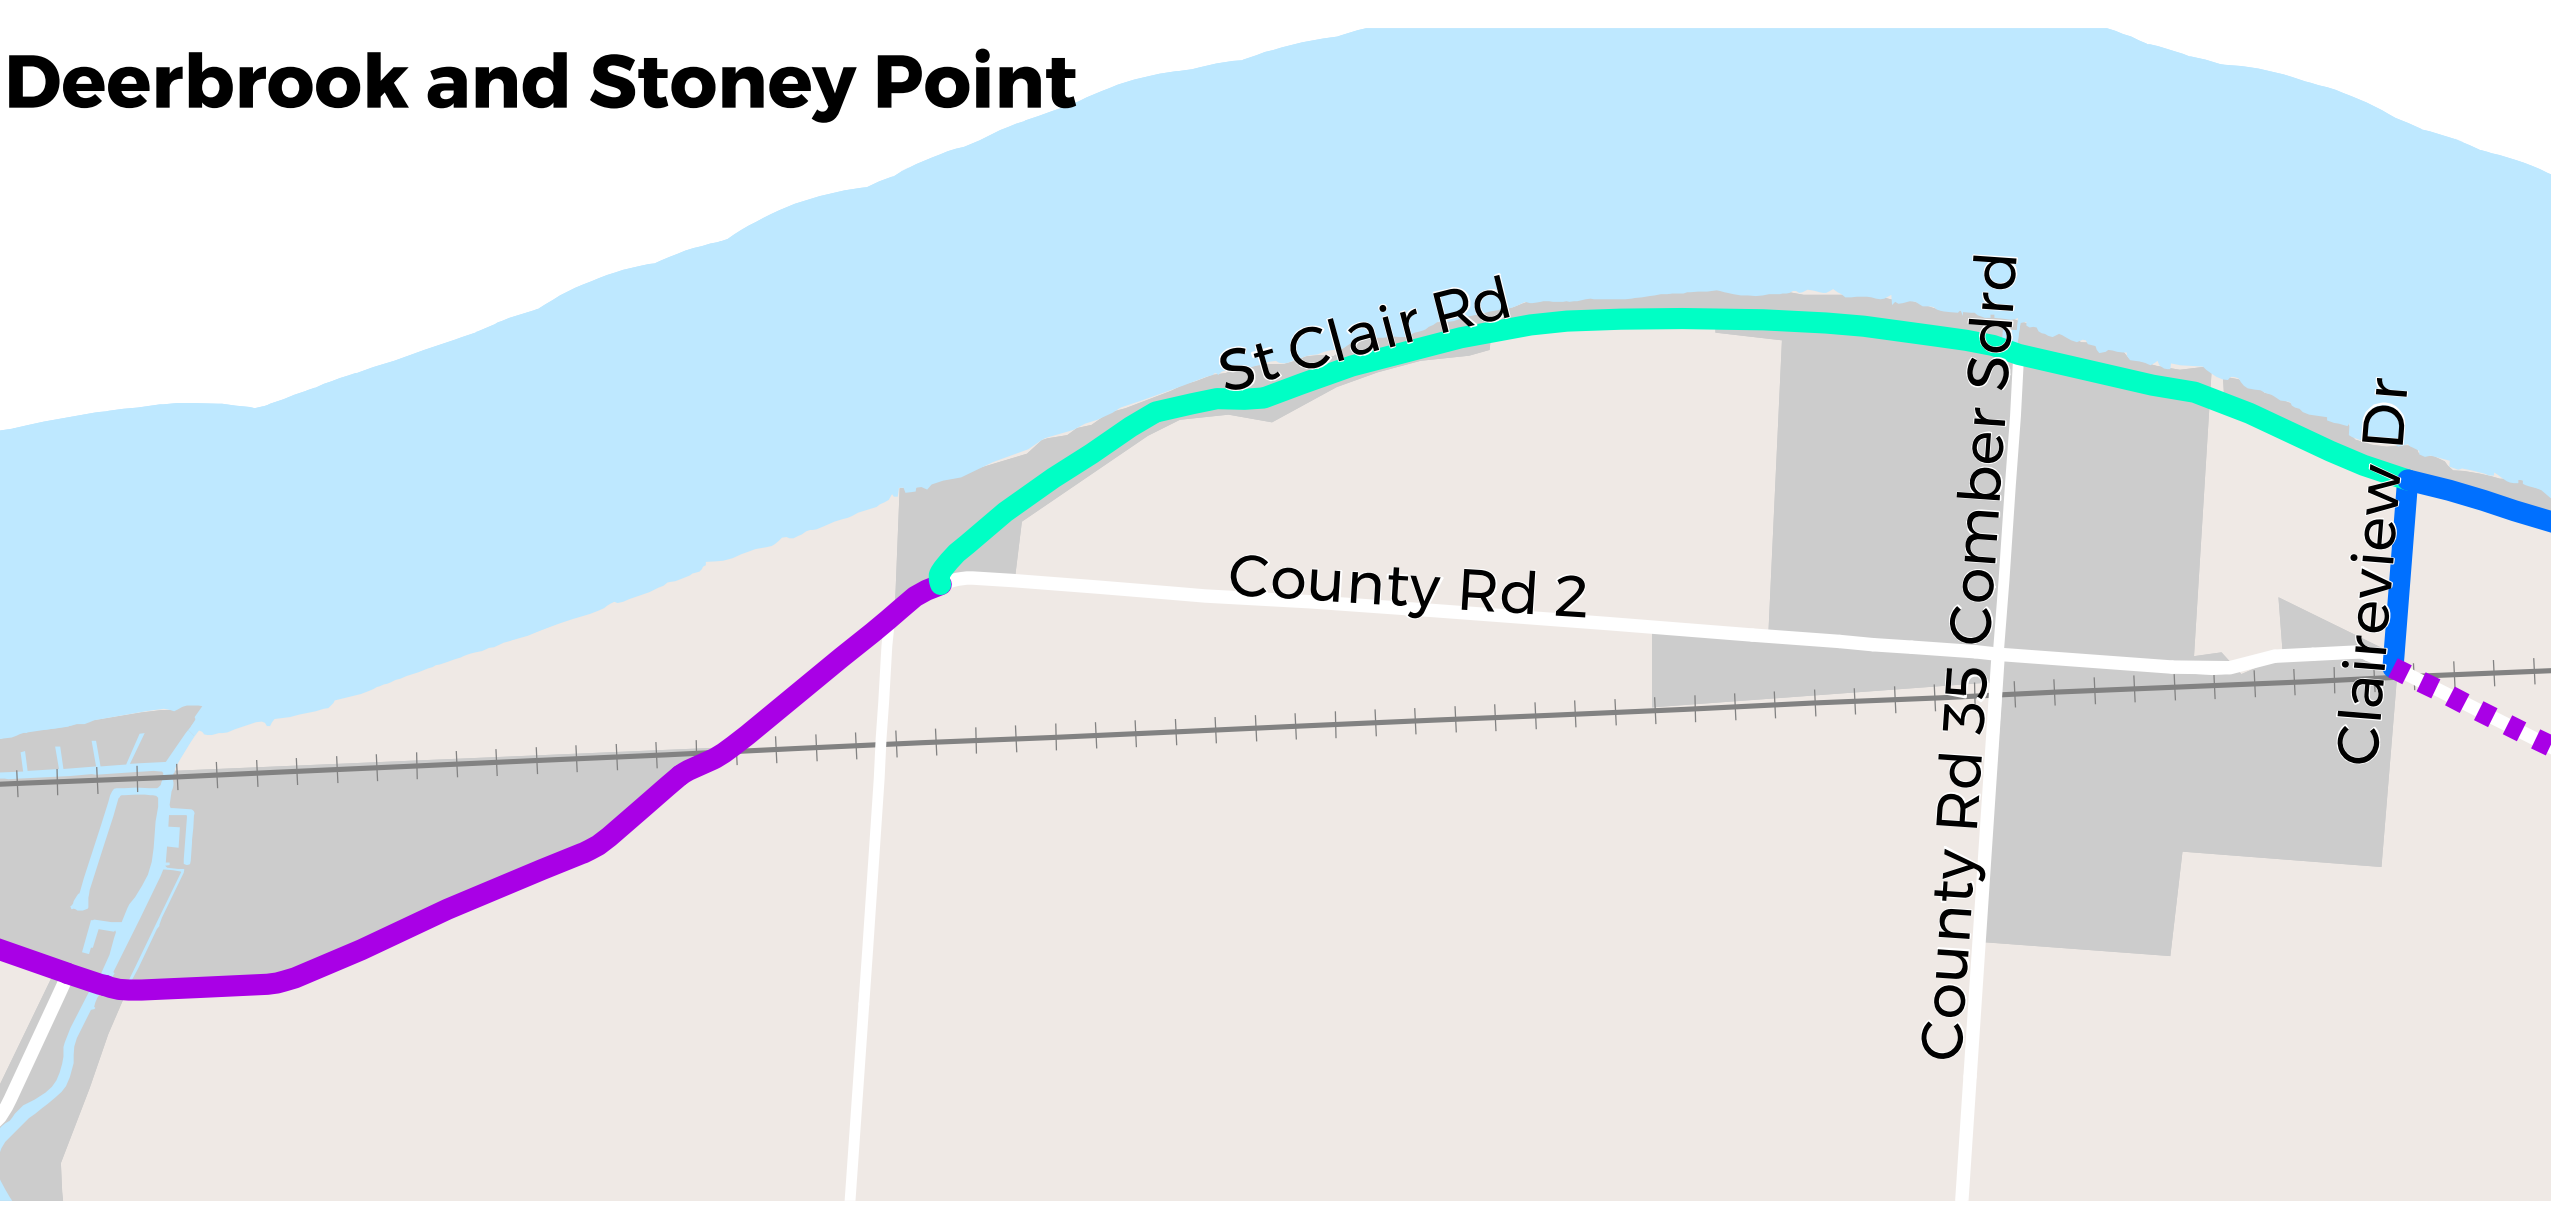 Deerbrook and Stoney Point
St Clair Rd
County Rd 2
County Rd 35 Comber Sdrd
Claireview Dr